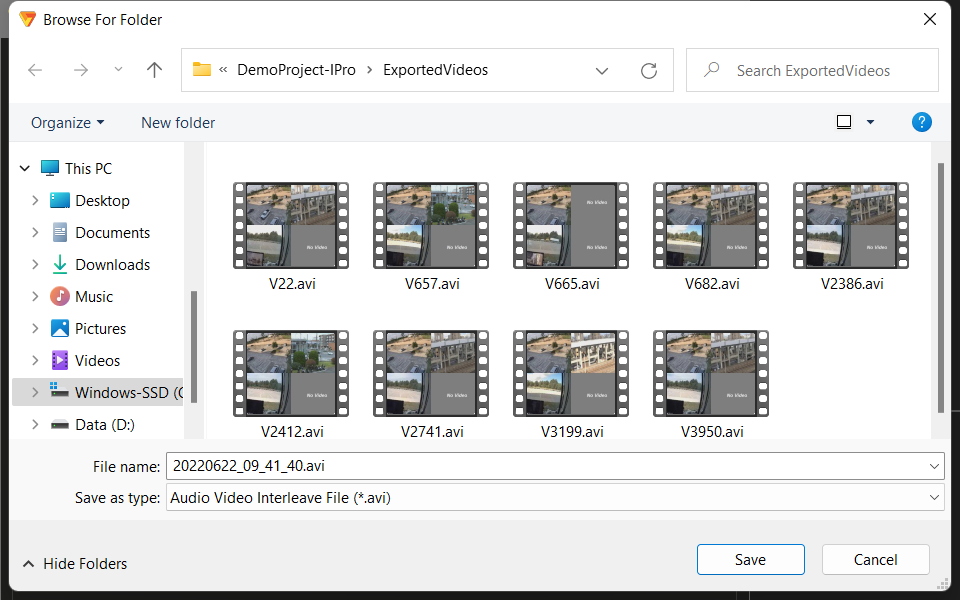 Browse For Folder
« DemoProject-IPro > ExportedVideos
Search ExportedVideos
Organize
New folder
?
This PC
Desktop
Documents
Downloads
Music
Pictures
Videos
Windows-SSD (C
Data (D:)
No Video
No Video
No Video
No Video
No Video
No Video
V22.avi
V657.avi
V665.avi
V682.avi
V2386.avi
No Video
No Video
No Video
No Video
V2412.avi
V2741.avi
V3199.avi
V3950.avi
File name: 20220622_09_41_40.avi
Save as type: Audio Video Interleave File (*.avi)
Hide Folders
Save
Cancel